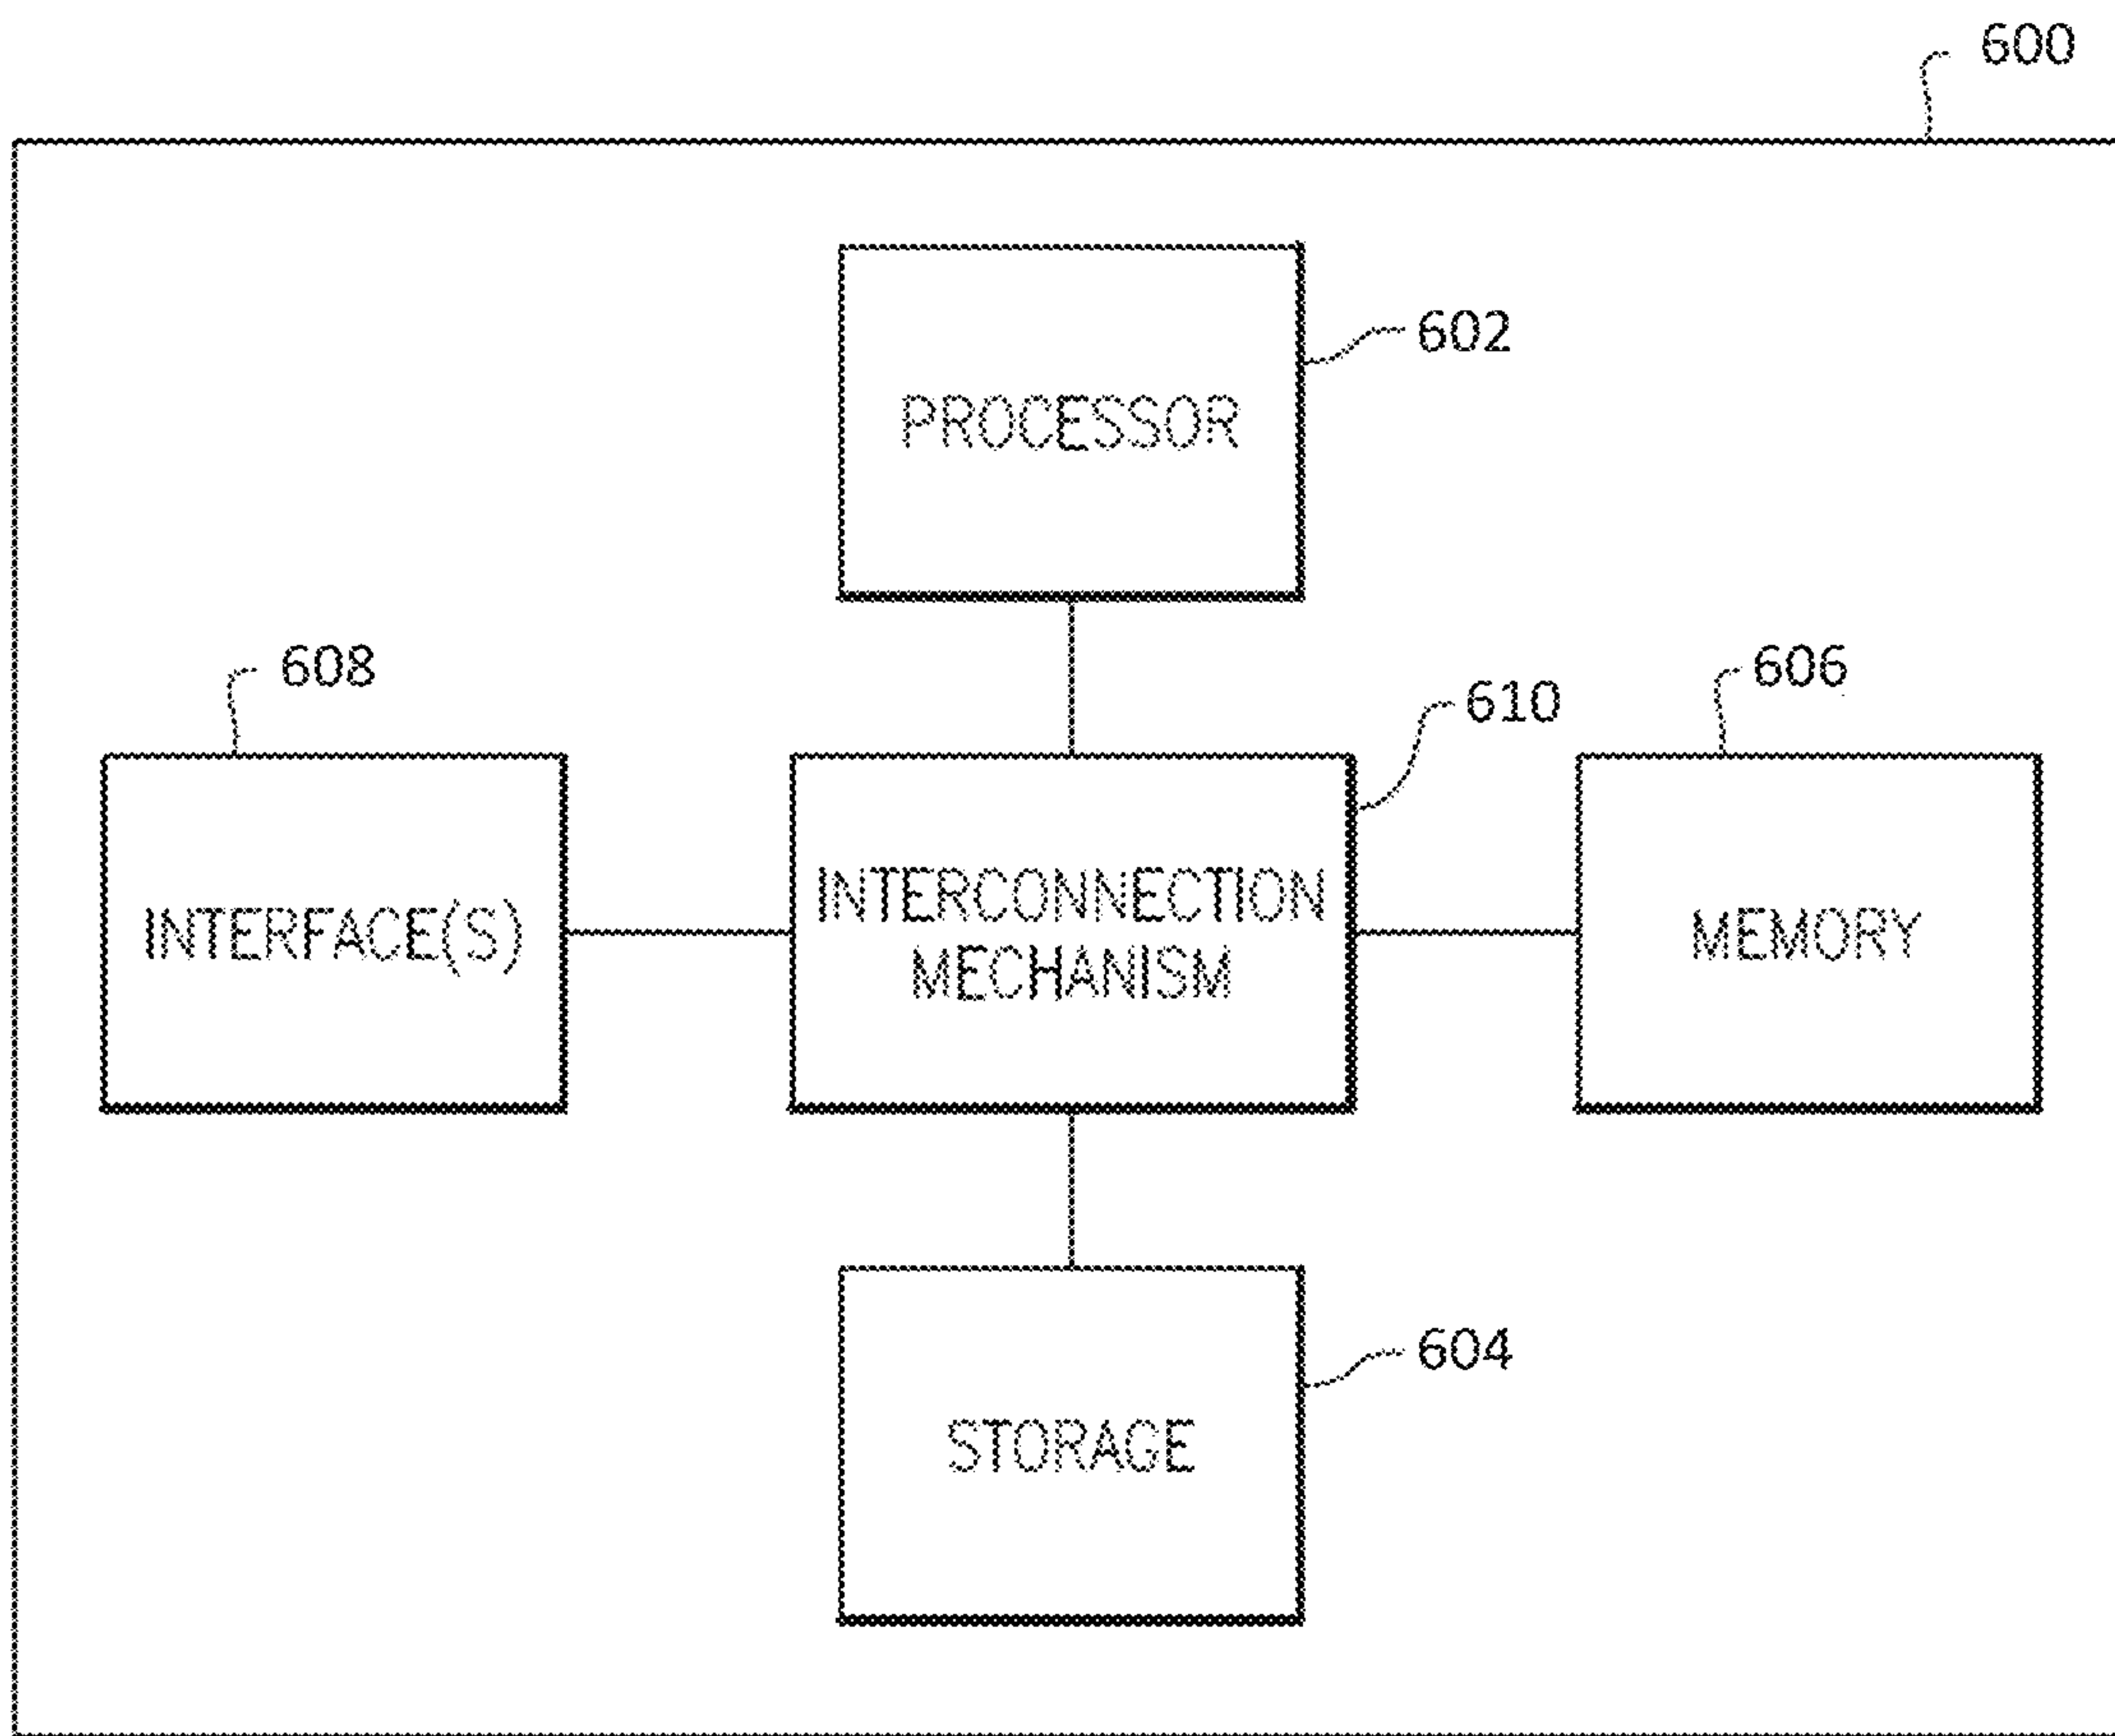 600
PROCESSOR
602
608
606
610
INTERFACE(S)
INTERCONNECTION
MECHANISM
MEMORY
604
STORAGE